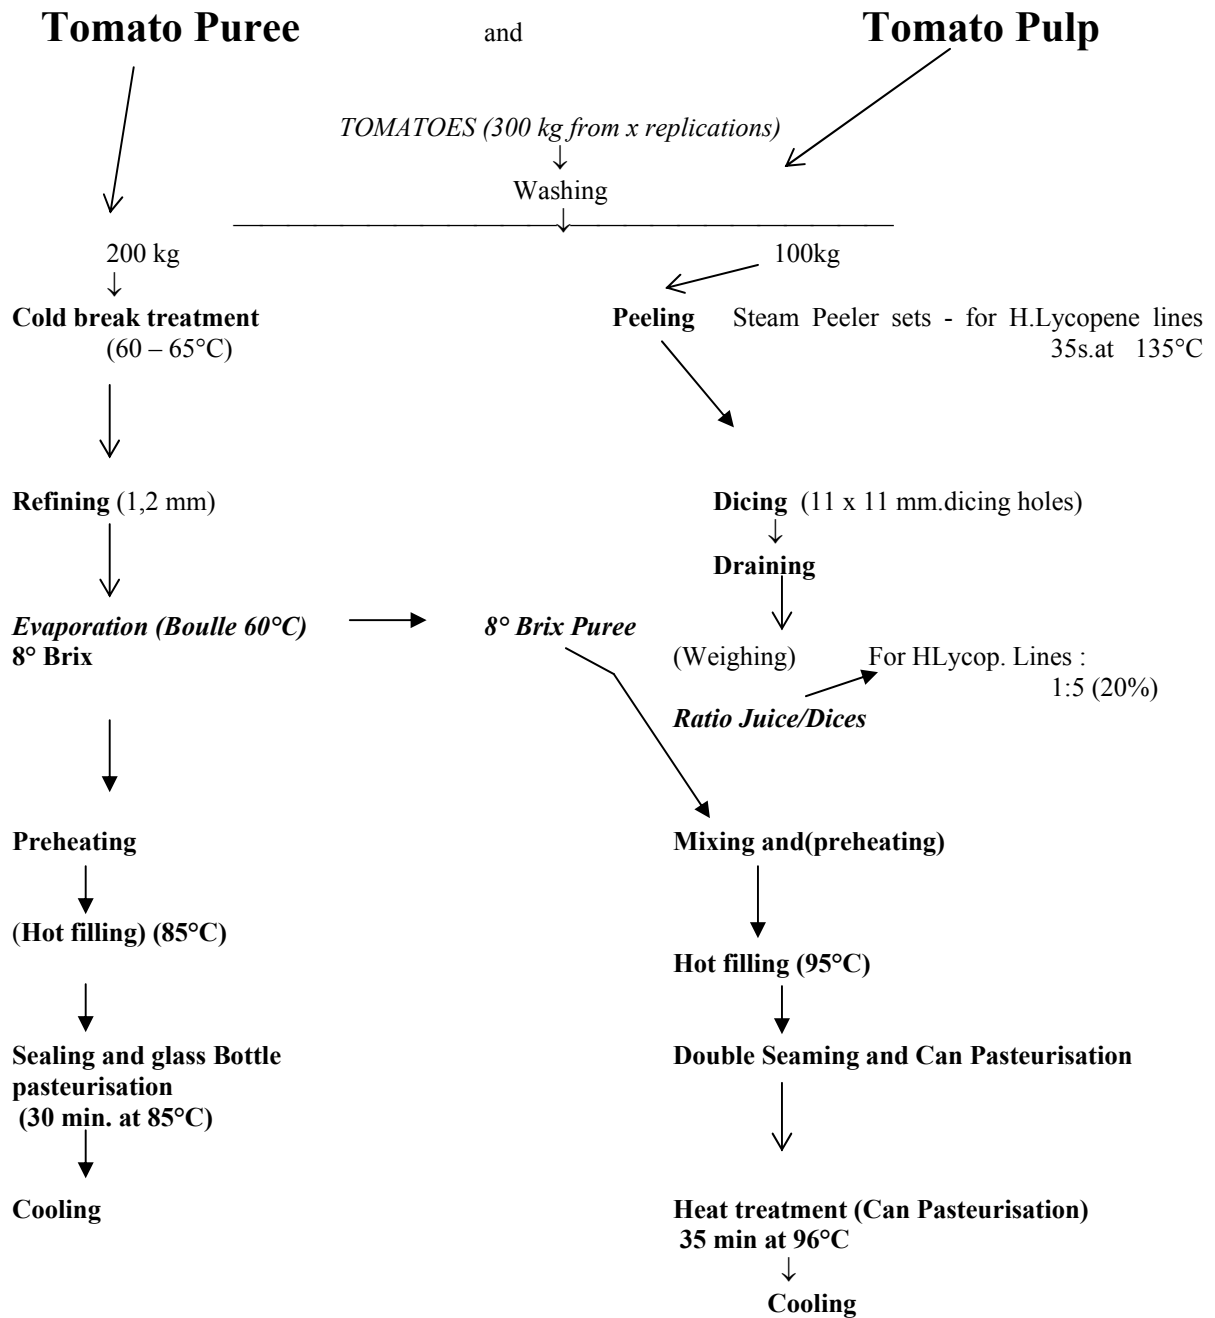 Tomato Puree and Tomato Pulp
TOMATOES (300 kg from x replications)
↓
Washing
↓
200 kg 100kg
↓
Cold break treatment Peeling Steam Peeler sets - for H.Lycopene lines
(60 – 65°C) 35s.at 135°C
Refining (1,2 mm) Dicing (11 x 11 mm.dicing holes)
↓
Draining
Evaporation (Boulle 60°C) 8° Brix Puree
8° Brix (Weighing) For HLycop. Lines :
1:5 (20%)
Ratio Juice/Dices
Preheating Mixing and(preheating)
(Hot filling) (85°C)
Hot filling (95°C)
Sealing and glass Bottle Double Seaming and Can Pasteurisation
pasteurisation
(30 min. at 85°C)
Cooling Heat treatment (Can Pasteurisation)
35 min at 96°C
↓
Cooling